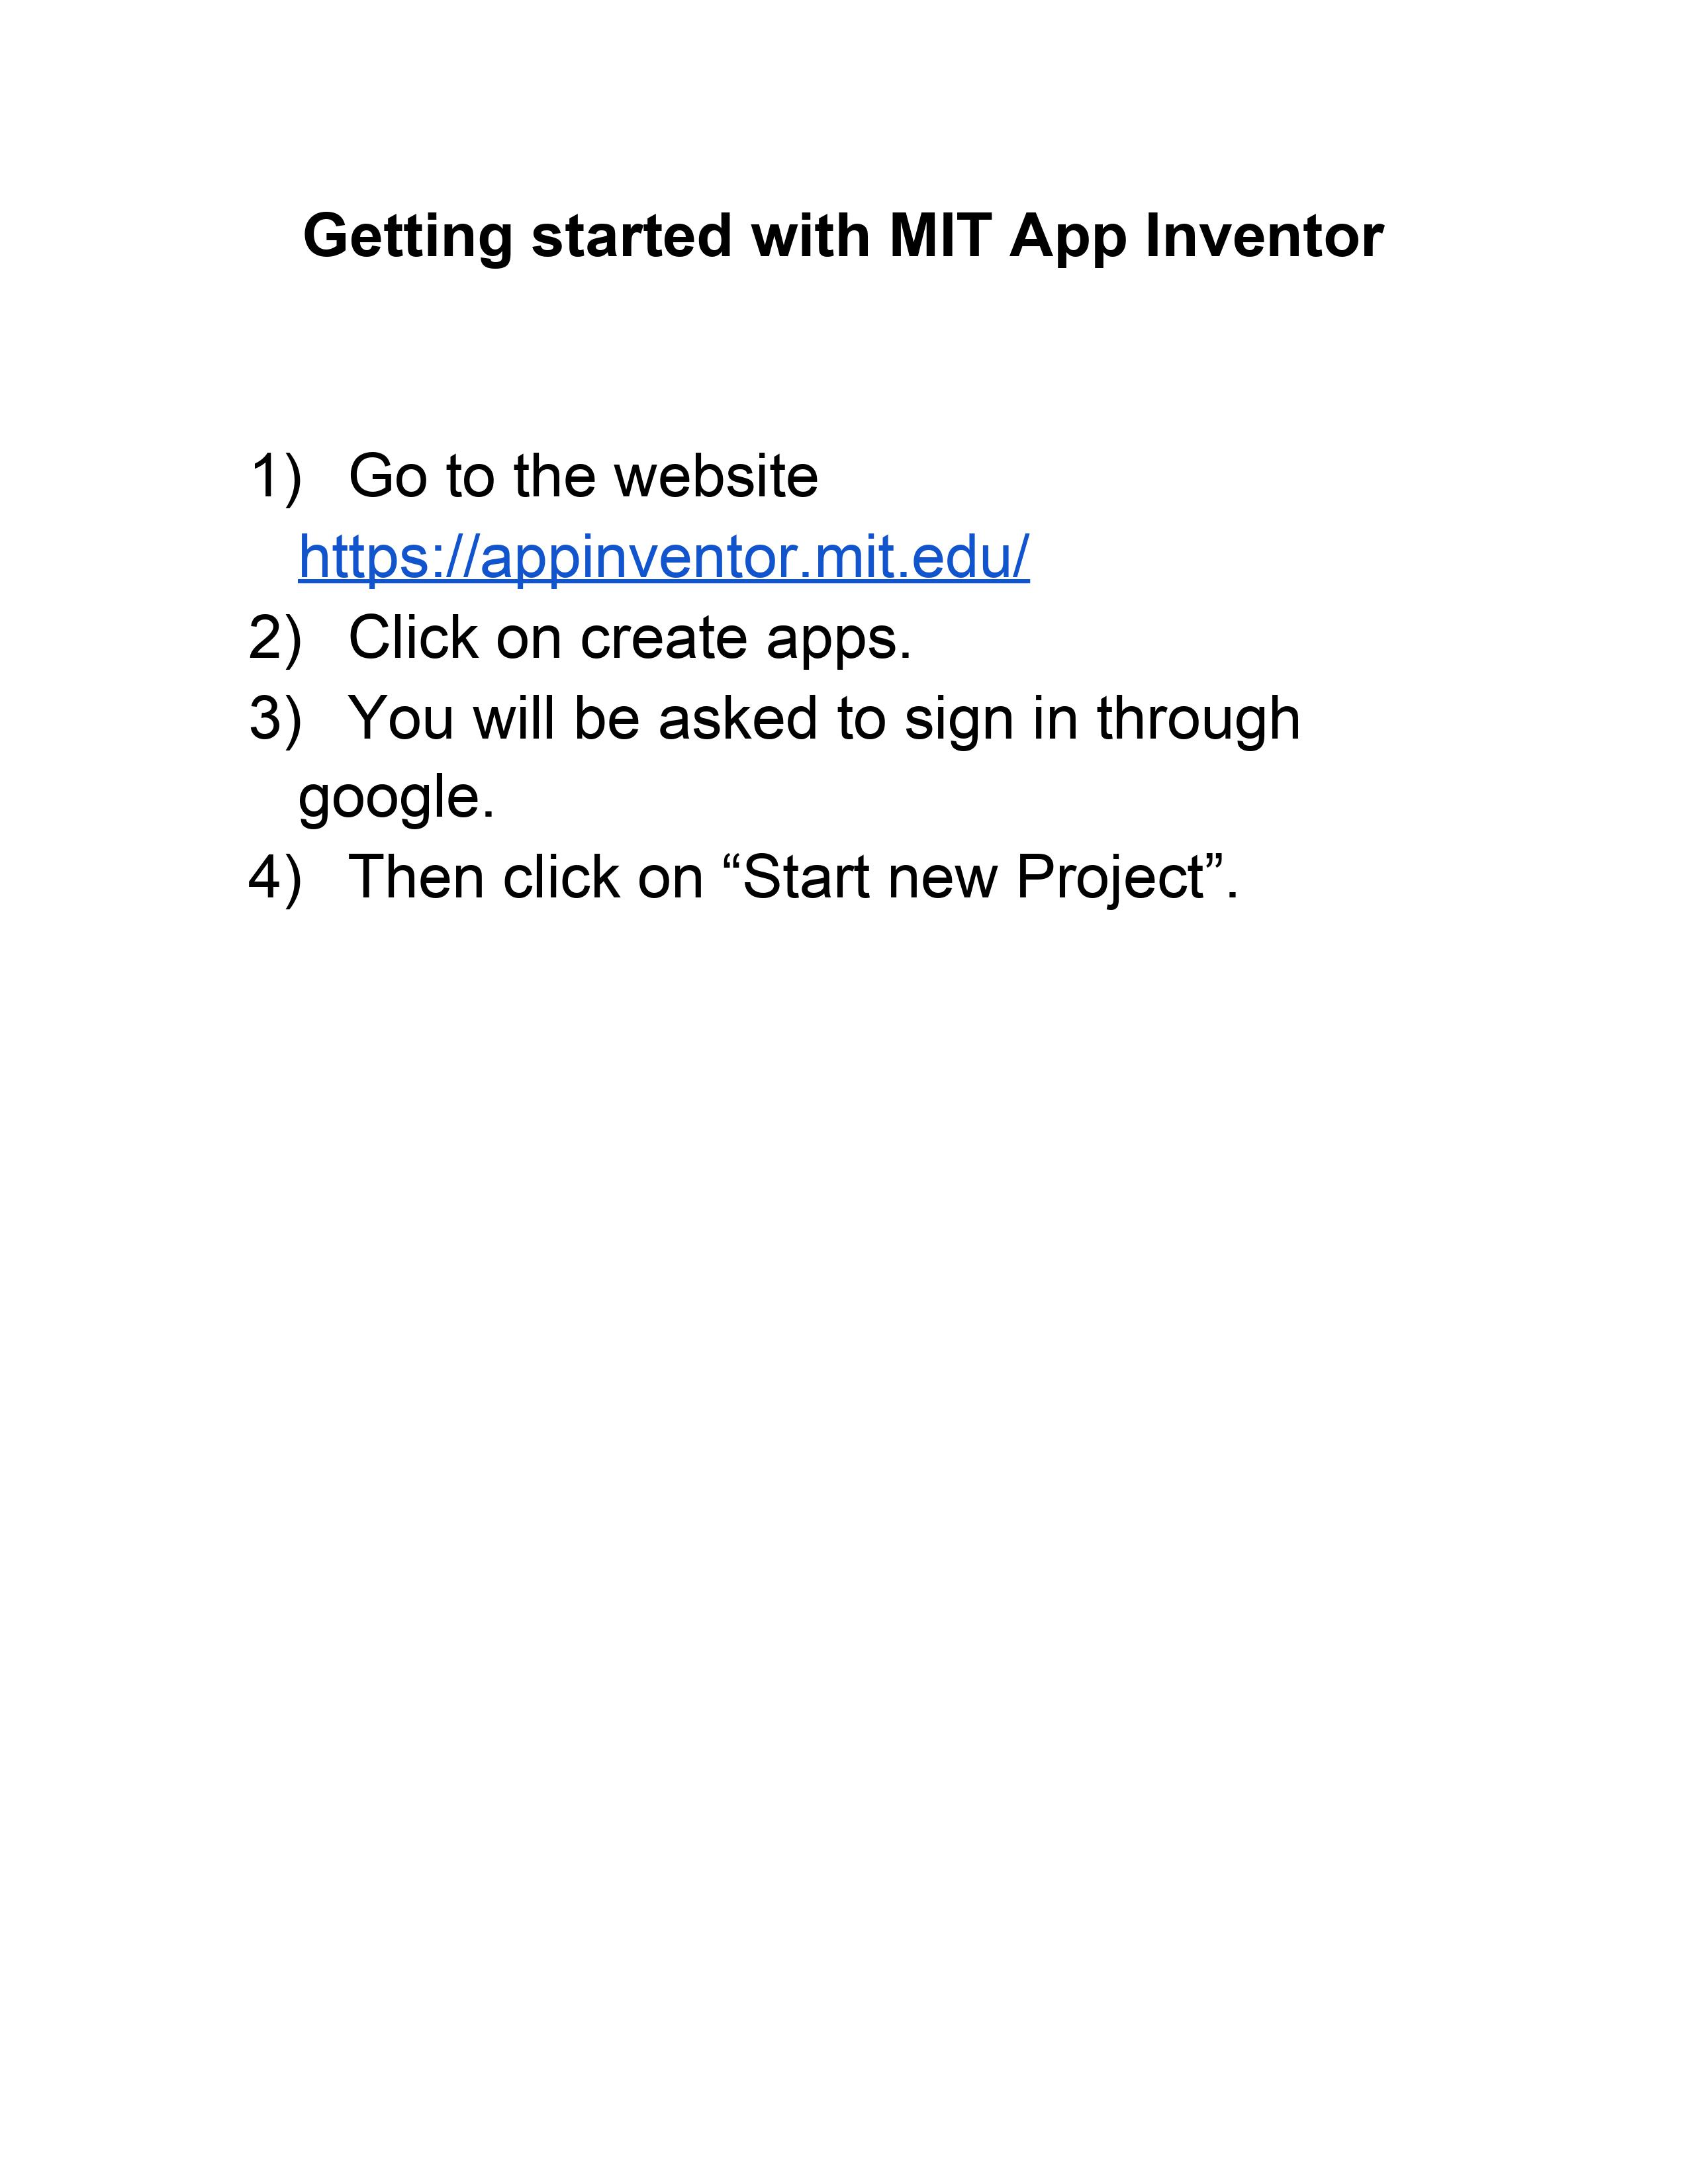 Getting started with MIT App Inventor
1) Go to the website
https://appinventor.mit.edu/
2) Click on create apps.
3) You will be asked to sign in through
google.
4) Then click on “Start new Project”.